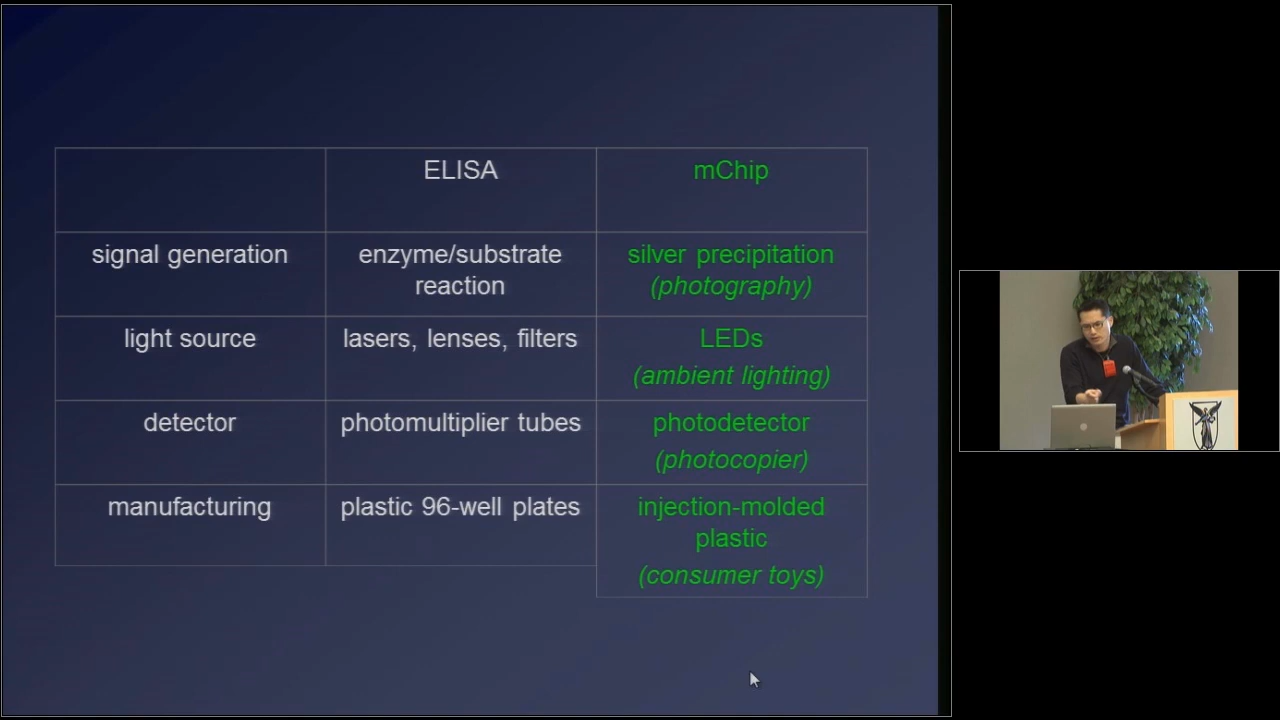 ELISA
mChip
signal generation
enzyme/substrate
reaction
silver precipitation
(photography)
light source
lasers, lenses, filters
LEDs
(ambient lighting)
detector
photomultiplier tubes
photodetector
(photocopier)
manufacturing
plastic 96-well plates
injection-molded
plastic
(consumer toys)